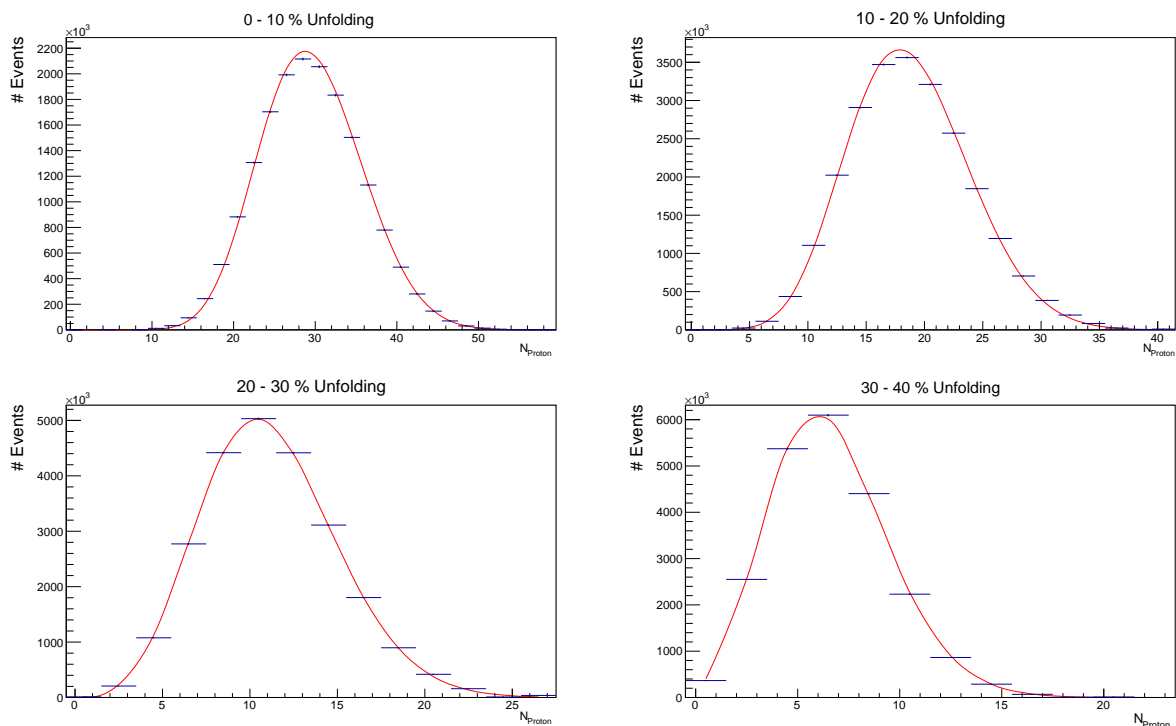 0 - 10 % Unfolding
×10³
# Events
2200
2000
1800
1600
1400
1200
1000
800
600
400
200
0
0 10 20 30 40 50
N_Proton
10 - 20 % Unfolding
×10³
# Events
3500
3000
2500
2000
1500
1000
500
0
0 5 10 15 20 25 30 35 40
N_Proton
20 - 30 % Unfolding
×10³
# Events
5000
4000
3000
2000
1000
0
0 5 10 15 20 25
N_Proton
30 - 40 % Unfolding
×10³
# Events
6000
5000
4000
3000
2000
1000
0
0 5 10 15 20
N_Proton